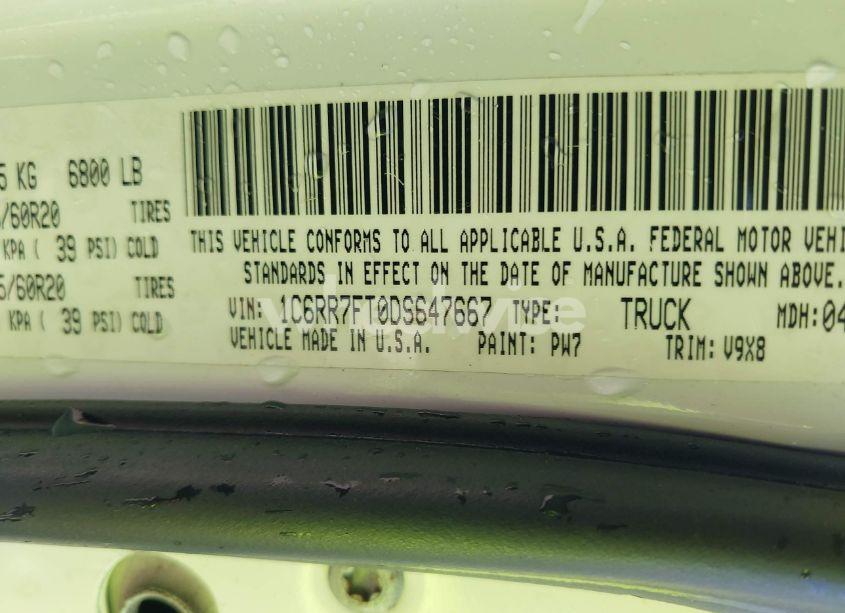 5 KG 6800 LB
/60R20 TIRES
KPA ( 39 PSI) COLD
5/60R20 TIRES
KPA ( 39 PSI) COLD
THIS VEHICLE CONFORMS TO ALL APPLICABLE U.S.A. FEDERAL MOTOR VEHI
STANDARDS IN EFFECT ON THE DATE OF MANUFACTURE SHOWN ABOVE.
VIN: 1C6RR7FT0DS647667 TYPE: TRUCK MDH: 04
VEHICLE MADE IN U.S.A. PAINT: PW7 TRIM: V9X8